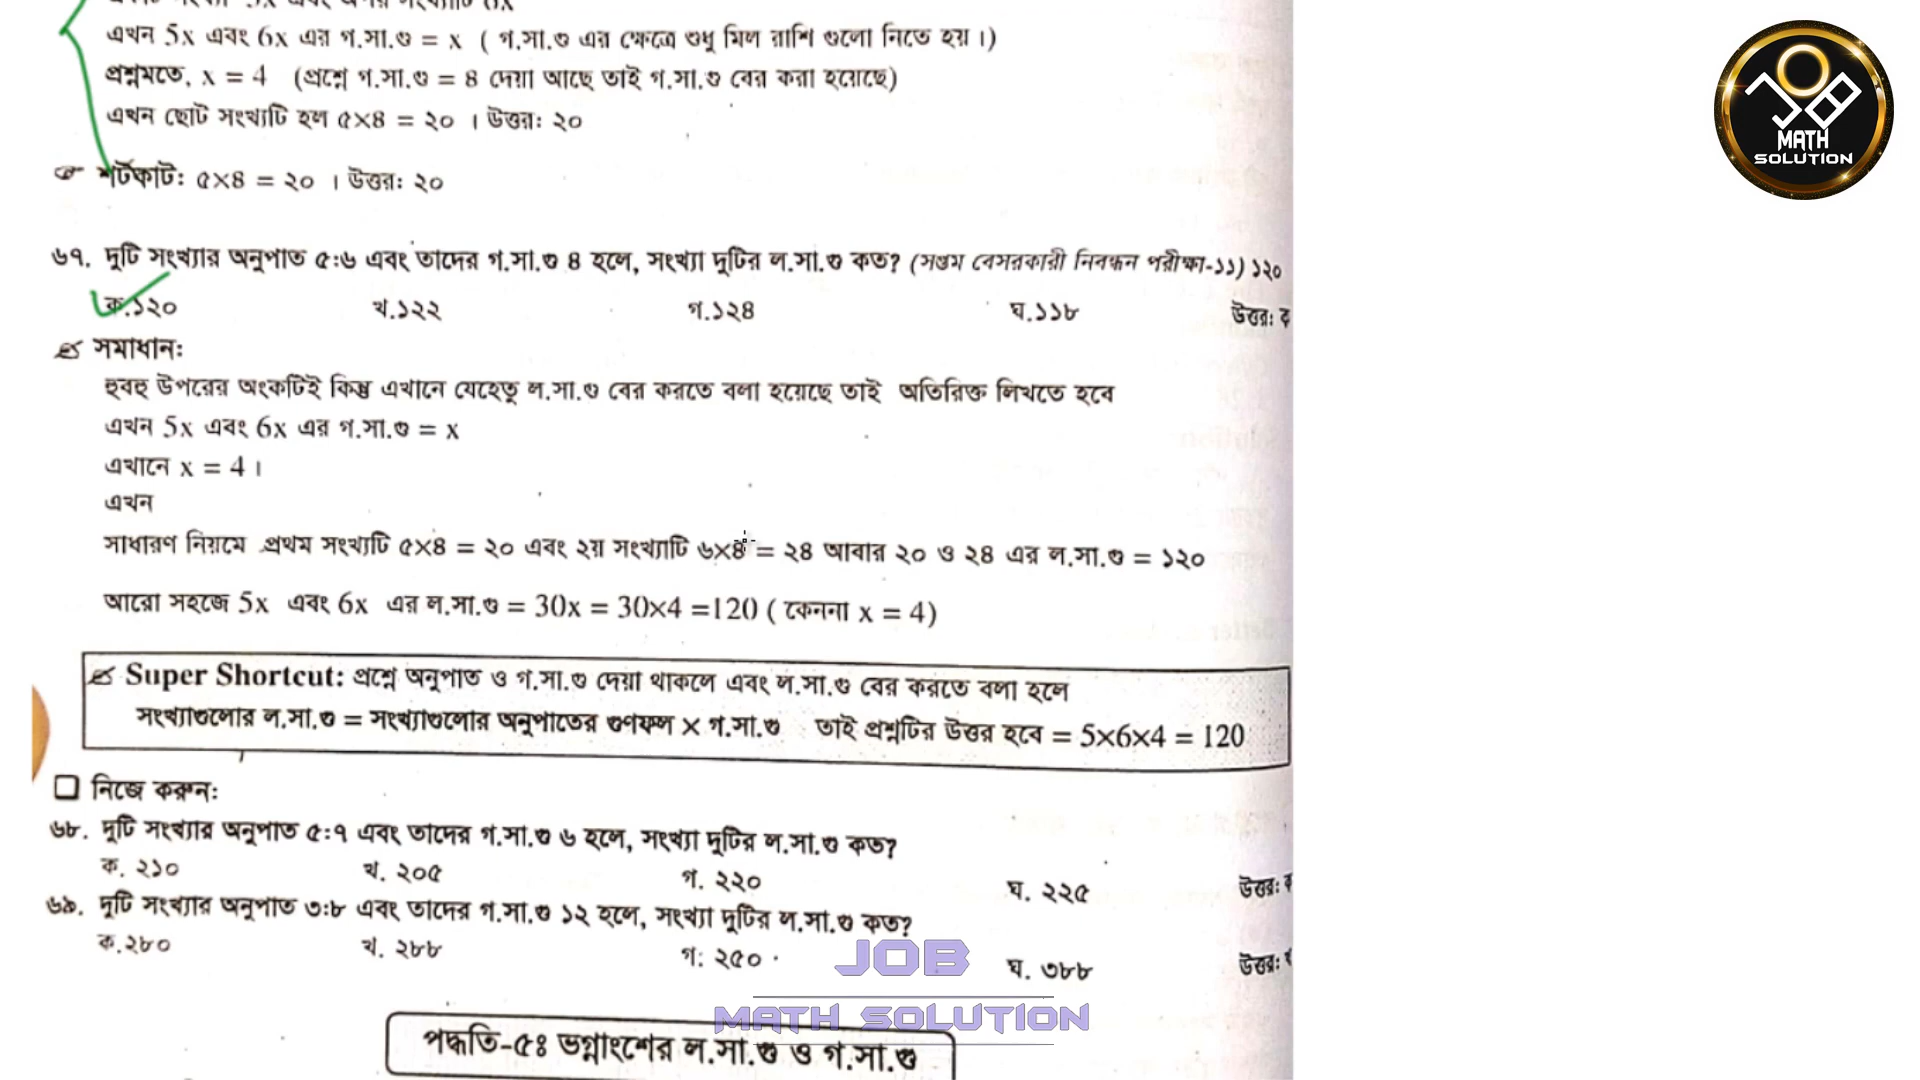 এখন 5x এবং 6x এর গ.সা.গু = x ( গ.সা.গু এর ক্ষেত্রে শুধু মিল রাশি গুলো নিতে হয় ।)
প্রশ্নমতে, x = 4 (প্রশ্নে গ.সা.গু = ৪ দেয়া আছে তাই গ.সা.গু বের করা হয়েছে)
এখন ছোট সংখ্যাটি হল ৫×৪ = ২০ । উত্তরঃ ২০
শর্টকাট: ৫×৪ = ২০ । উত্তরঃ ২০
JOB
MATH
SOLUTION
৬৭. দুটি সংখ্যার অনুপাত ৫:৬ এবং তাদের গ.সা.গু ৪ হলে, সংখ্যা দুটির ল.সা.গু কত? (সপ্তম বেসরকারী নিবন্ধন পরীক্ষা-১১) ১২০
ক.১২০ খ.১২২ গ.১২৪ ঘ.১১৮ উত্তর: ক
সমাধান:
হুবহু উপরের অংকটিই কিন্তু এখানে যেহেতু ল.সা.গু বের করতে বলা হয়েছে তাই অতিরিক্ত লিখতে হবে
এখন 5x এবং 6x এর গ.সা.গু = x
এখানে x = 4 ।
এখন
সাধারণ নিয়মে প্রথম সংখ্যটি ৫×৪ = ২০ এবং ২য় সংখ্যাটি ৬×৪ = ২৪ আবার ২০ ও ২৪ এর ল.সা.গু = ১২০
আরো সহজে 5x এবং 6x এর ল.সা.গু = 30x = 30×4 =120 ( কেননা x = 4)
Super Shortcut: প্রশ্নে অনুপাত ও গ.সা.গু দেয়া থাকলে এবং ল.সা.গু বের করতে বলা হলে
সংখ্যাগুলোর ল.সা.গু = সংখ্যাগুলোর অনুপাতের গুণফল × গ.সা.গু তাই প্রশ্নটির উত্তর হবে = 5×6×4 = 120
নিজে করুন:
৬৮. দুটি সংখ্যার অনুপাত ৫:৭ এবং তাদের গ.সা.গু ৬ হলে, সংখ্যা দুটির ল.সা.গু কত?
ক. ২১০ খ. ২০৫ গ. ২২০ ঘ. ২২৫ উত্তর: ক
৬৯. দুটি সংখ্যার অনুপাত ৩:৮ এবং তাদের গ.সা.গু ১২ হলে, সংখ্যা দুটির ল.সা.গু কত?
ক.২৮০ খ. ২৮৮ গ: ২৫০ ঘ. ৩৮৮ উত্তর:
JOB
MATH SOLUTION
পদ্ধতি-৫ঃ ভগ্নাংশের ল.সা.গু ও গ.সা.গু